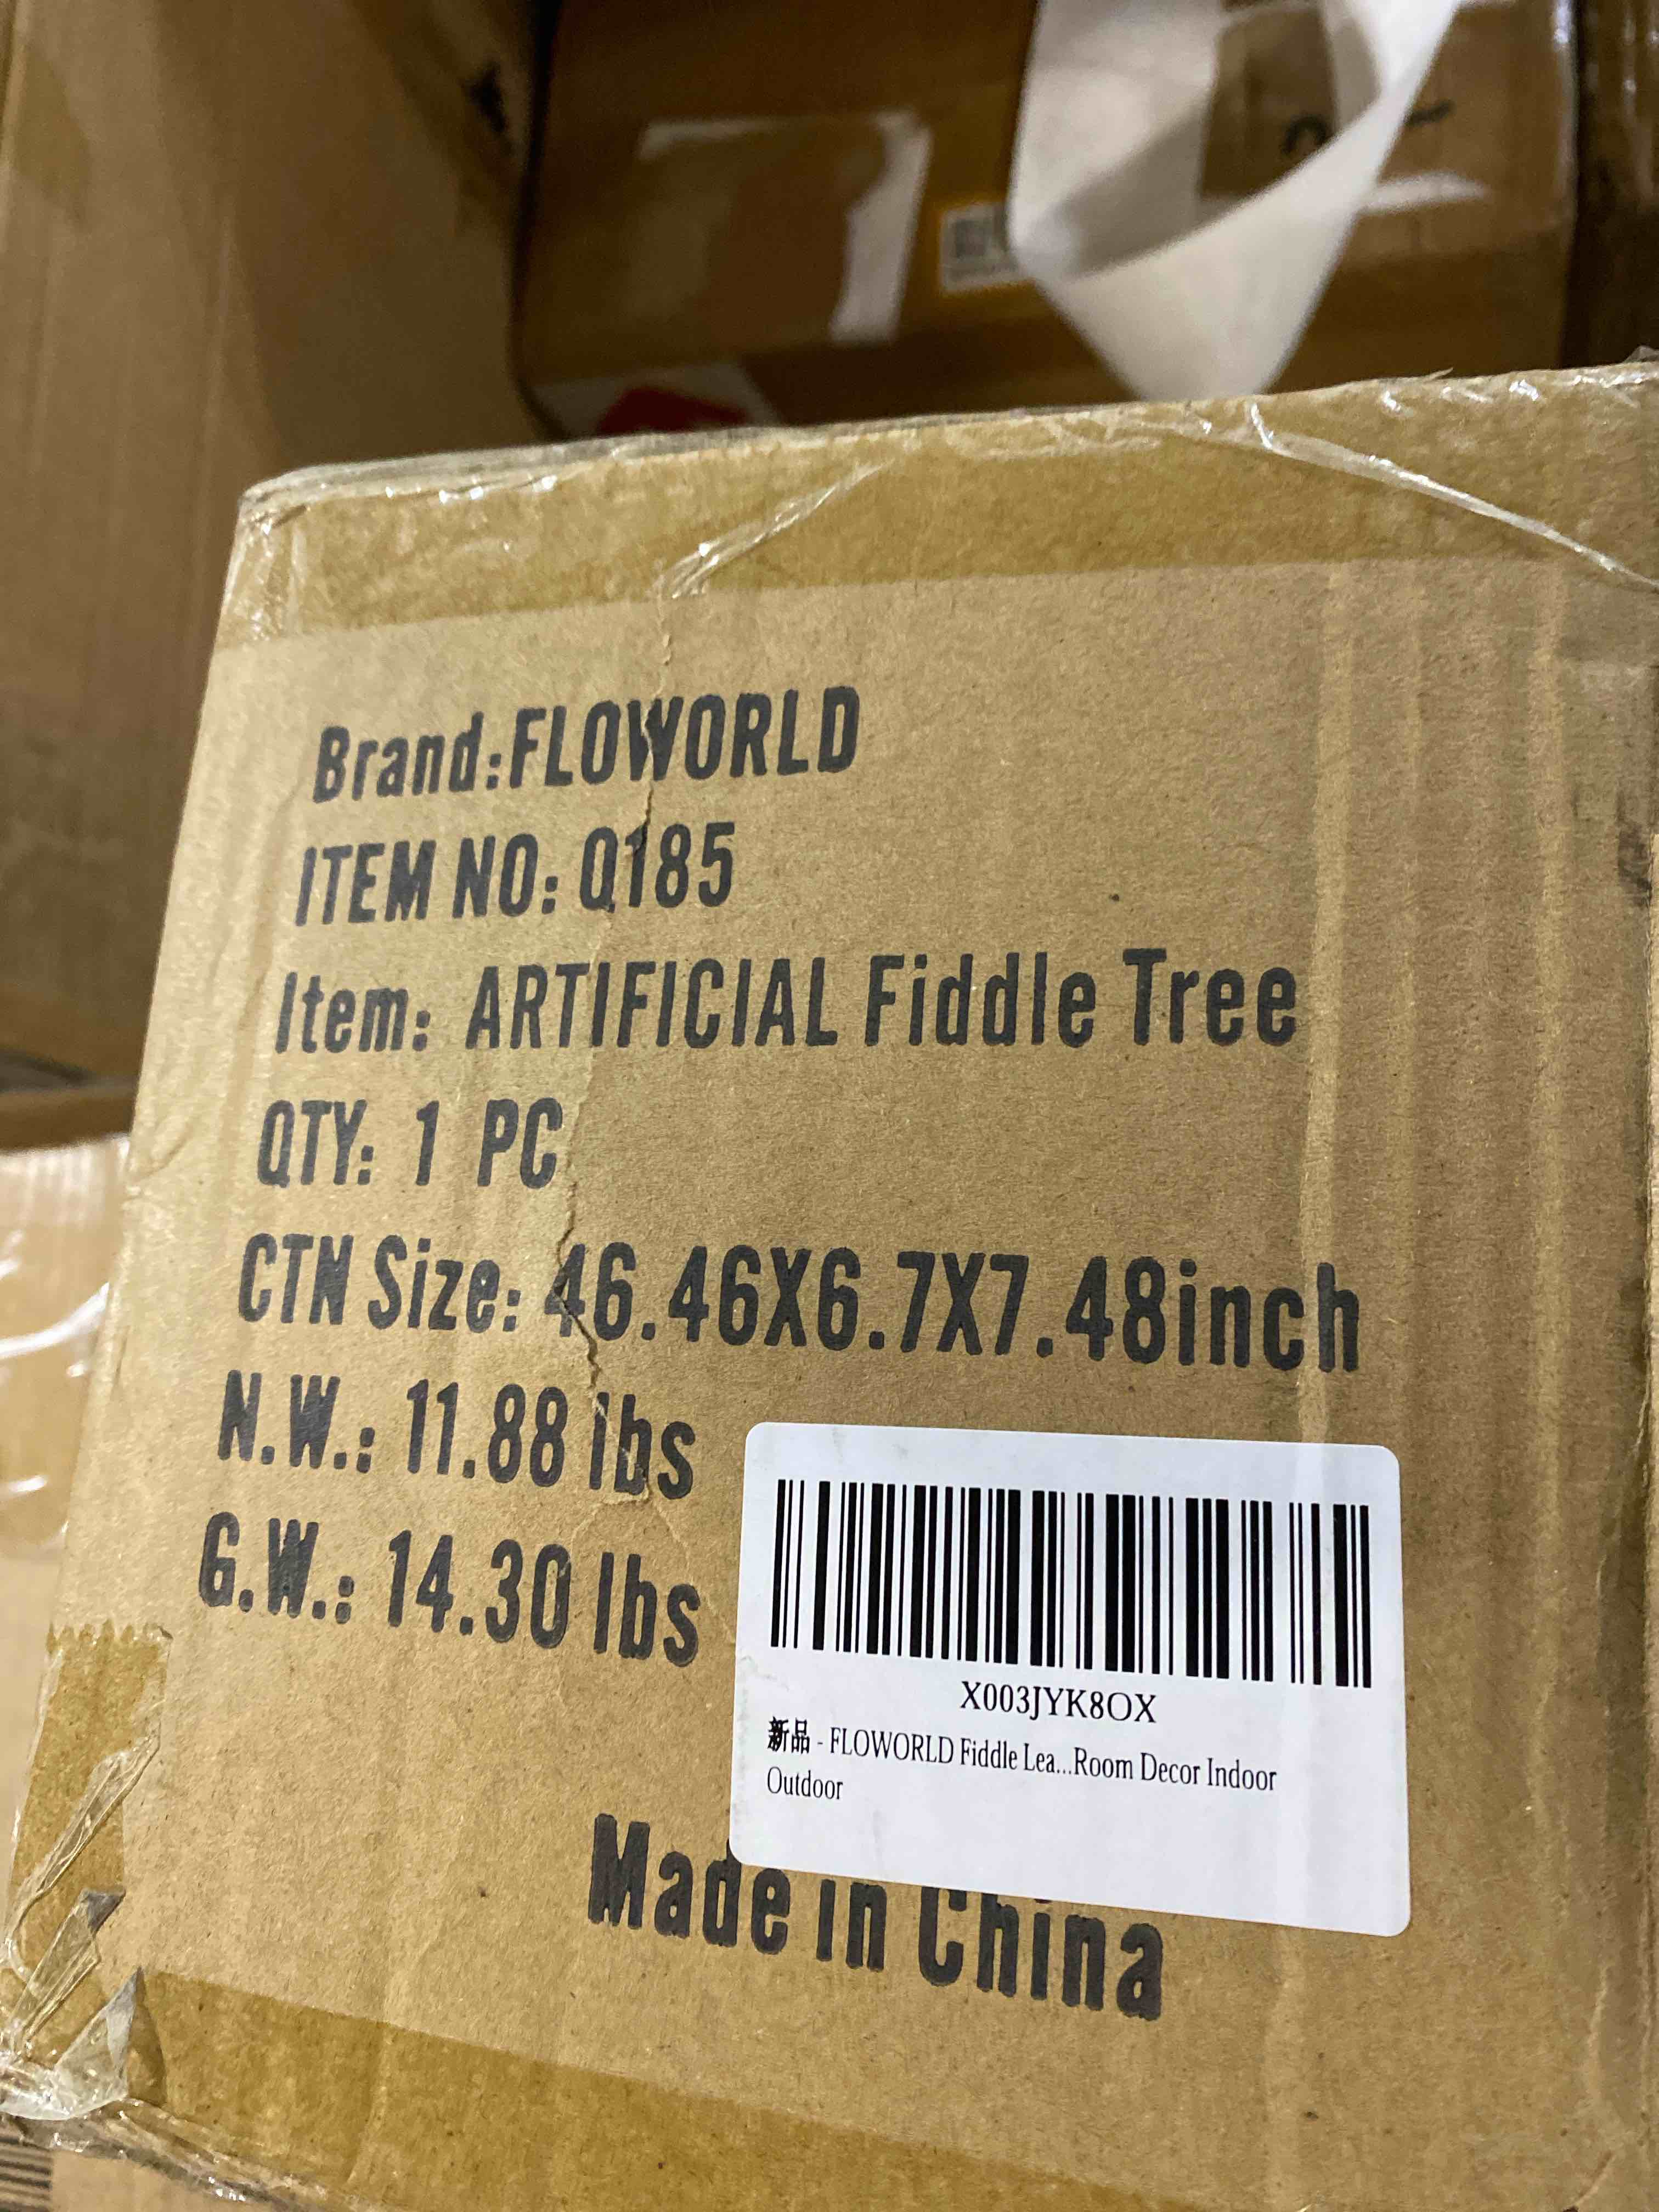 Brand:FLOWORLD
ITEM NO: Q185
Item: ARTIFICIAL Fiddle Tree
QTY: 1 PC
CTN Size: 46.46X6.7X7.48inch
N.W.: 11.88 lbs
G.W.: 14.30 lbs
X003JYK8OX
新品 - FLOWORLD Fiddle Lea...Room Decor Indoor
Outdoor
Made in China